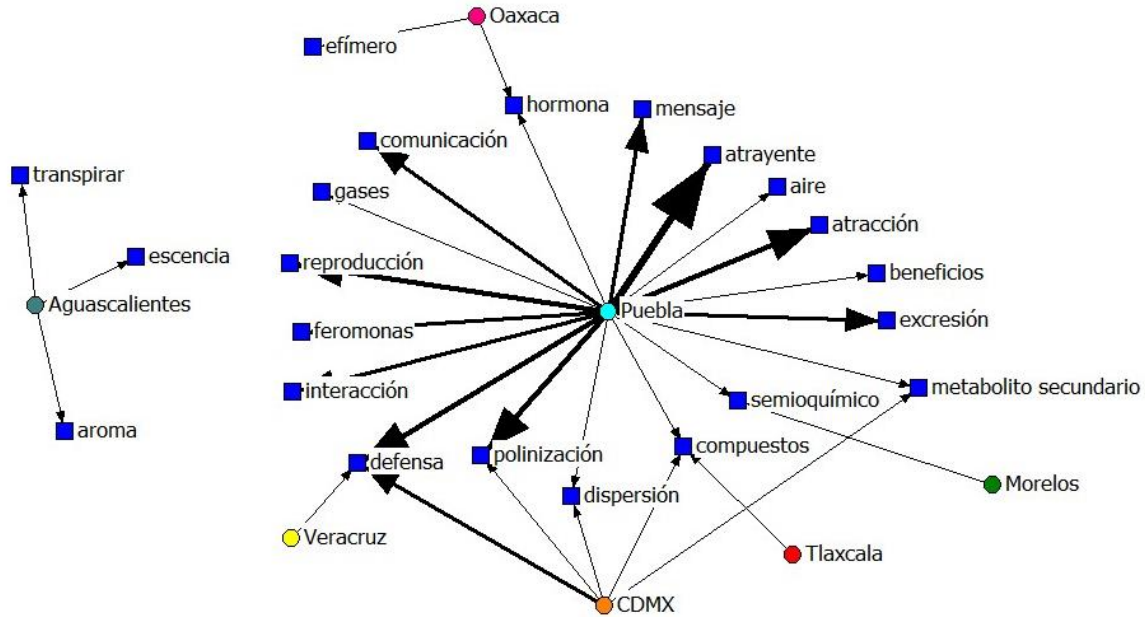 Oaxaca
efímero
hormona
mensaje
comunicación
atrayente
transpirar
gases
aire
atracción
escencia
reproducción
beneficios
Aguascalientes
Puebla
excresión
feromonas
interacción
metabolito secundario
semioquímico
aroma
compuestos
defensa
polinización
Morelos
dispersión
Veracruz
Tlaxcala
CDMX